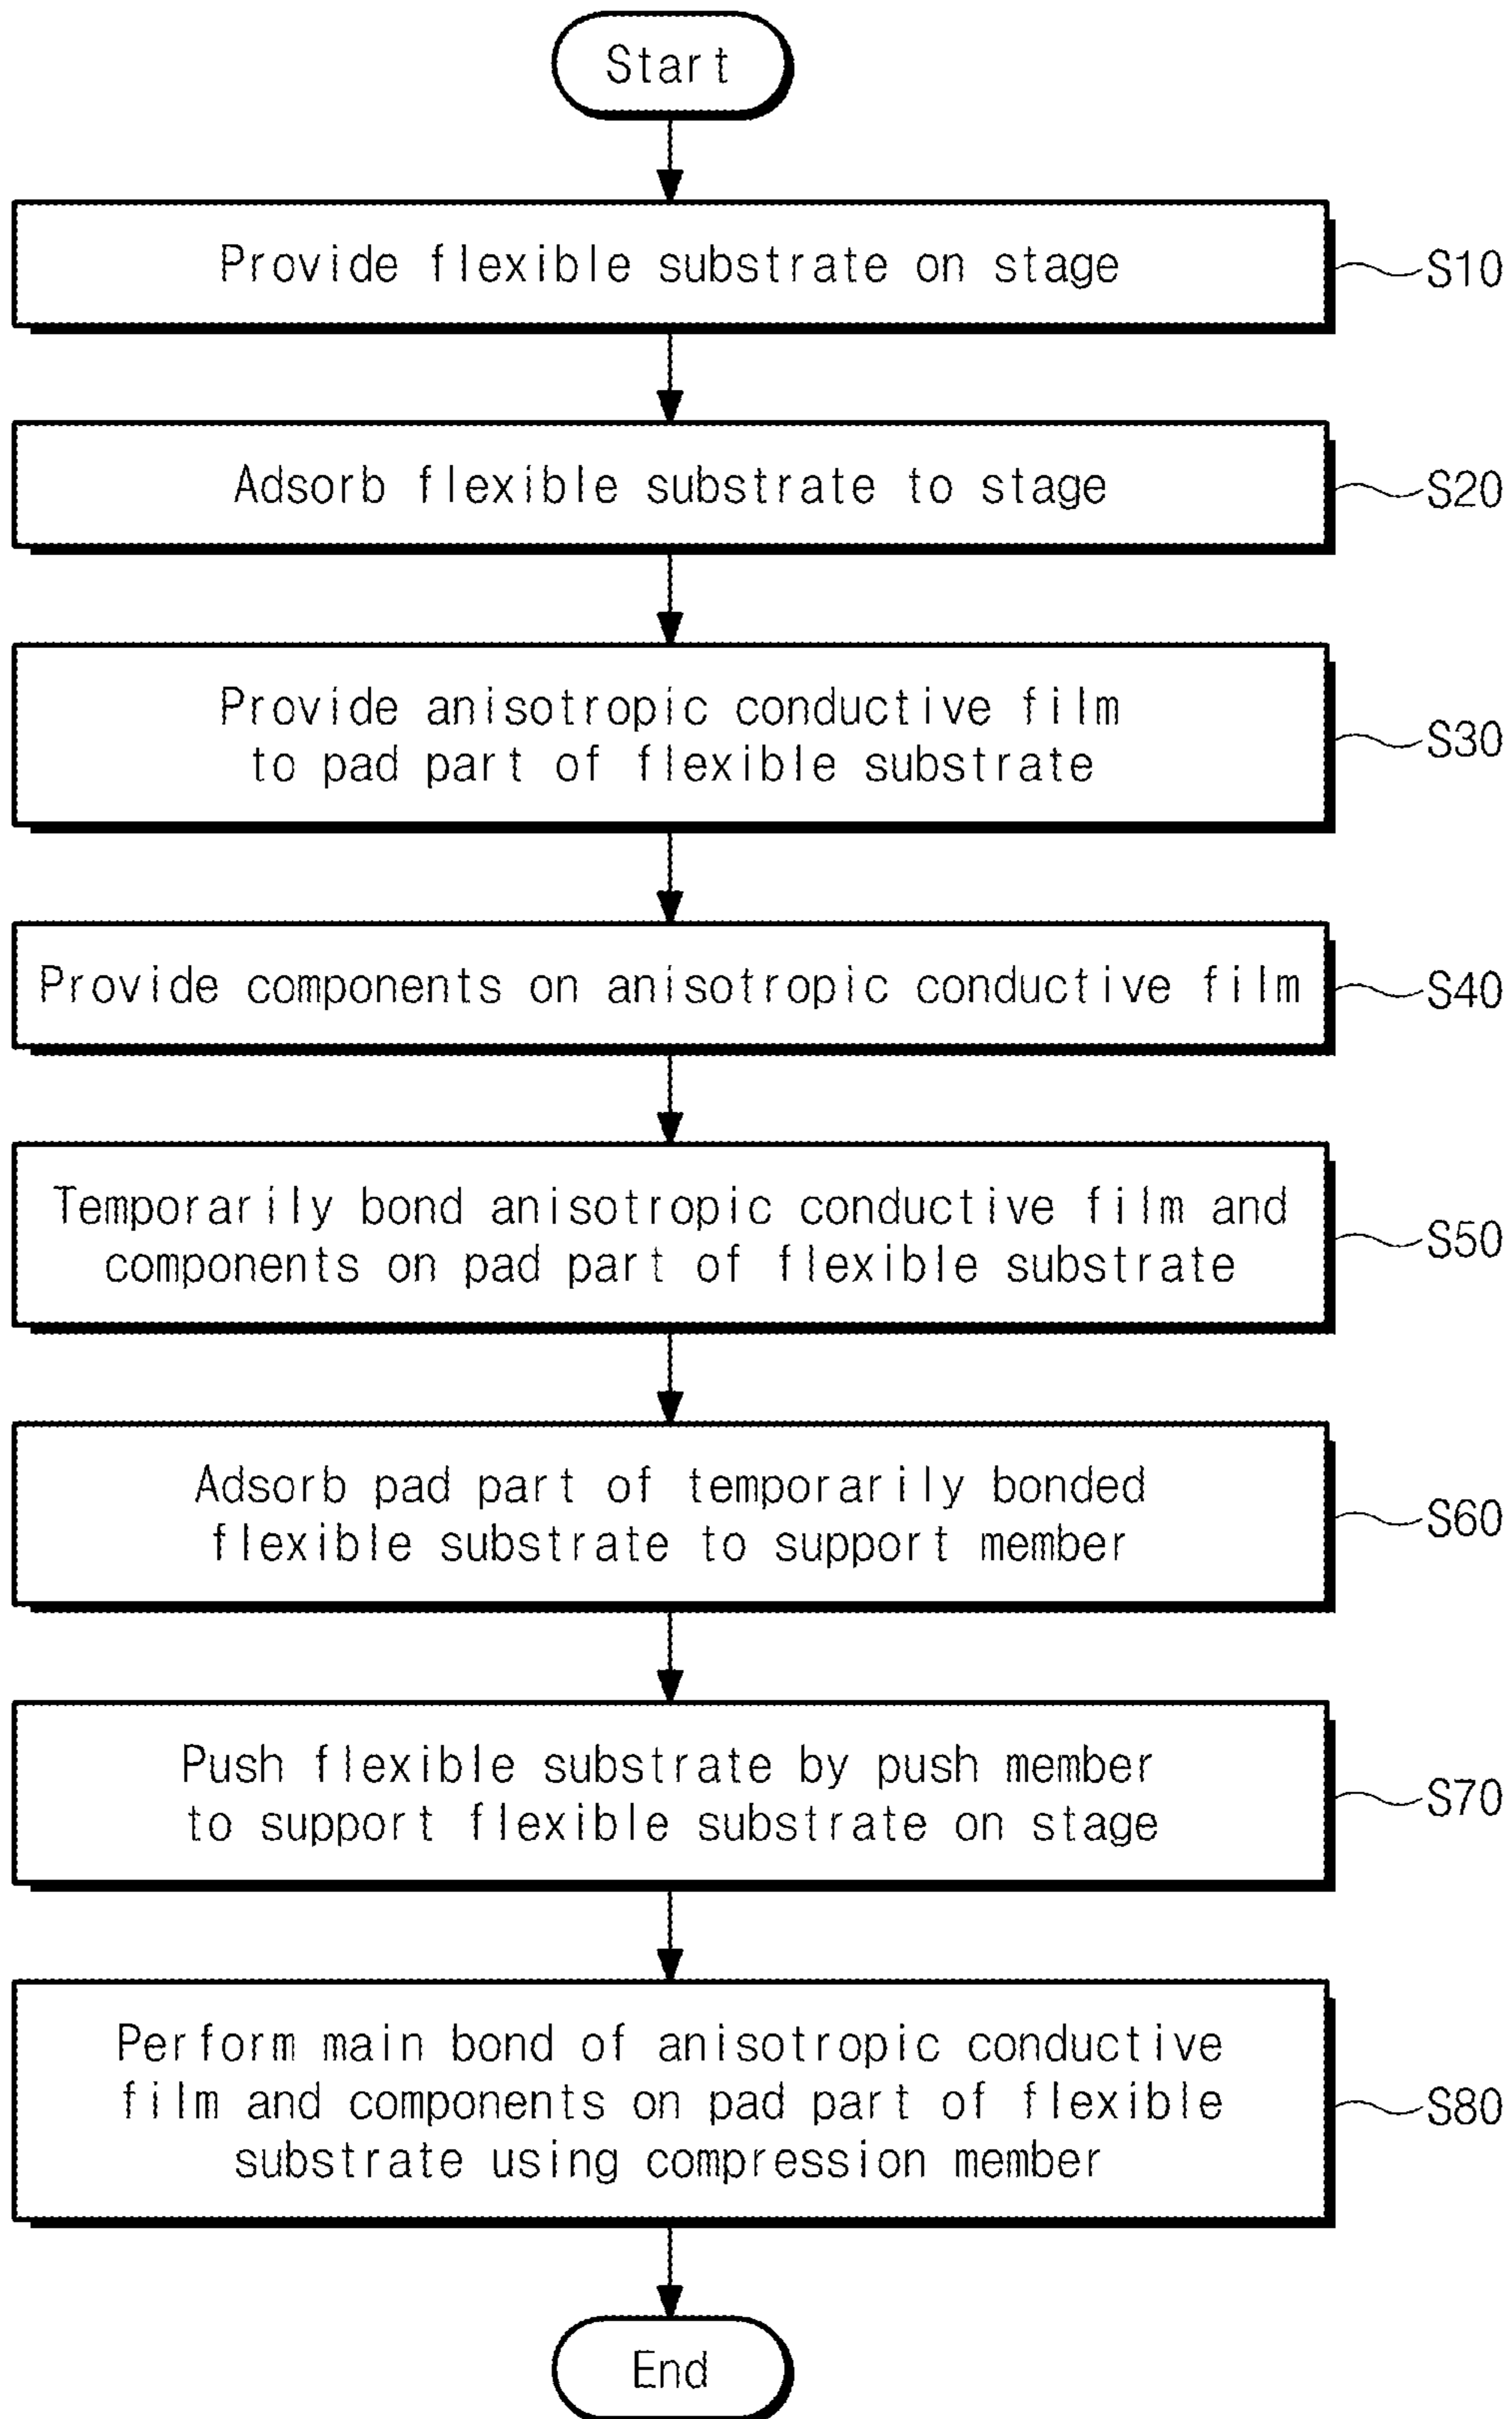 Start
Provide flexible substrate on stage
S10
Adsorb flexible substrate to stage
S20
Provide anisotropic conductive film
to pad part of flexible substrate
S30
Provide components on anisotropic conductive film
S40
Temporarily bond anisotropic conductive film and
components on pad part of flexible substrate
S50
Adsorb pad part of temporarily bonded
flexible substrate to support member
S60
Push flexible substrate by push member
to support flexible substrate on stage
S70
Perform main bond of anisotropic conductive
film and components on pad part of flexible
substrate using compression member
S80
End